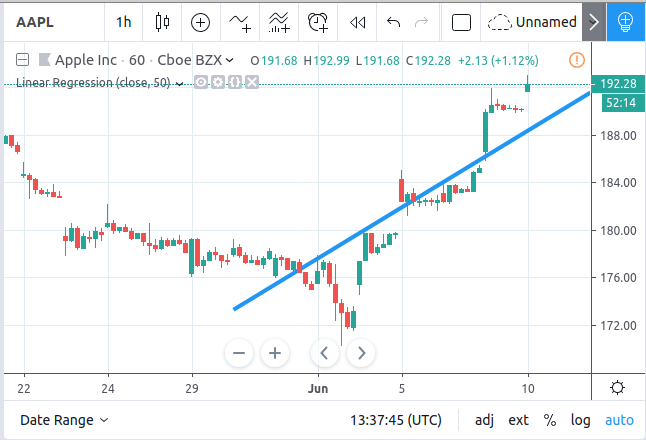 AAPL 1h Unnamed
Apple Inc · 60 · Cboe BZX O191.68 H192.99 L191.68 C192.28 +2.13 (+1.12%)
Linear Regression (close, 50)
192.28
52:14
188.00
184.00
180.00
176.00
172.00
22 24 29 Jun 5 10
Date Range 13:37:45 (UTC) adj ext % log auto